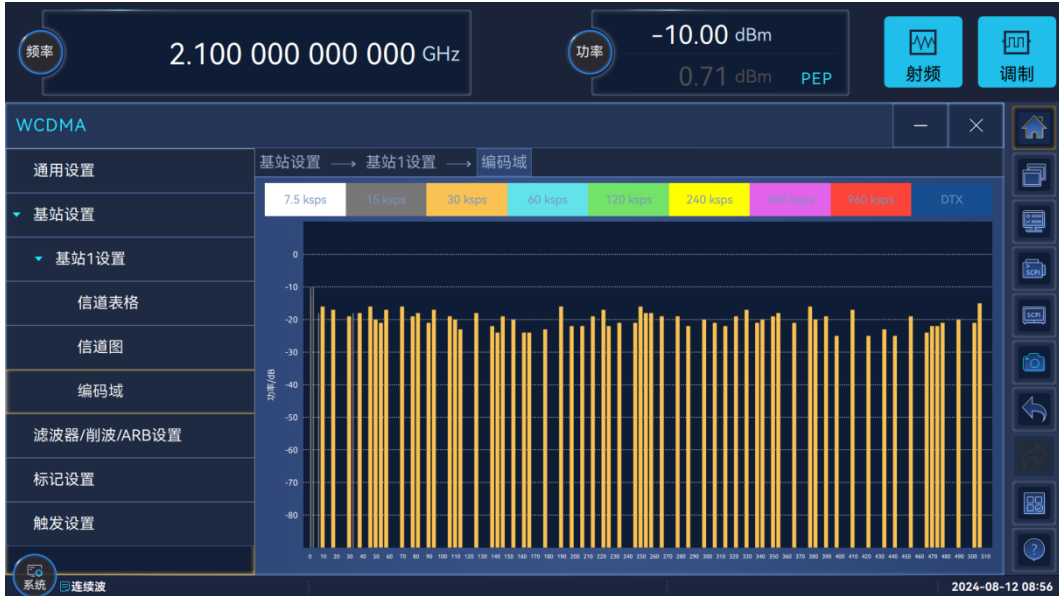 频率
2.100 000 000 000 GHz
功率
-10.00 dBm
0.71 dBm PEP
射频
调制
WCDMA
通用设置
基站设置
基站1设置
信道表格
信道图
编码域
滤波器/削波/ARB设置
标记设置
触发设置
基站设置 → 基站1设置 → 编码域
7.5 ksps 15 ksps 30 ksps 60 ksps 120 ksps 240 ksps 480 ksps 960 ksps DTX
功率/dB
0
-10
-20
-30
-40
-50
-60
-70
-80
0 10 20 30 40 50 60 70 80 90 100 110 120 130 140 150 160 170 180 190 200 210 220 230 240 250 260 270 280 290 300 310 320 330 340 350 360 370 380 390 400 410 420 430 440 450 460 470 480 490 500 510
SCPI
SCPI
系统
连续波
2024-08-12 08:56